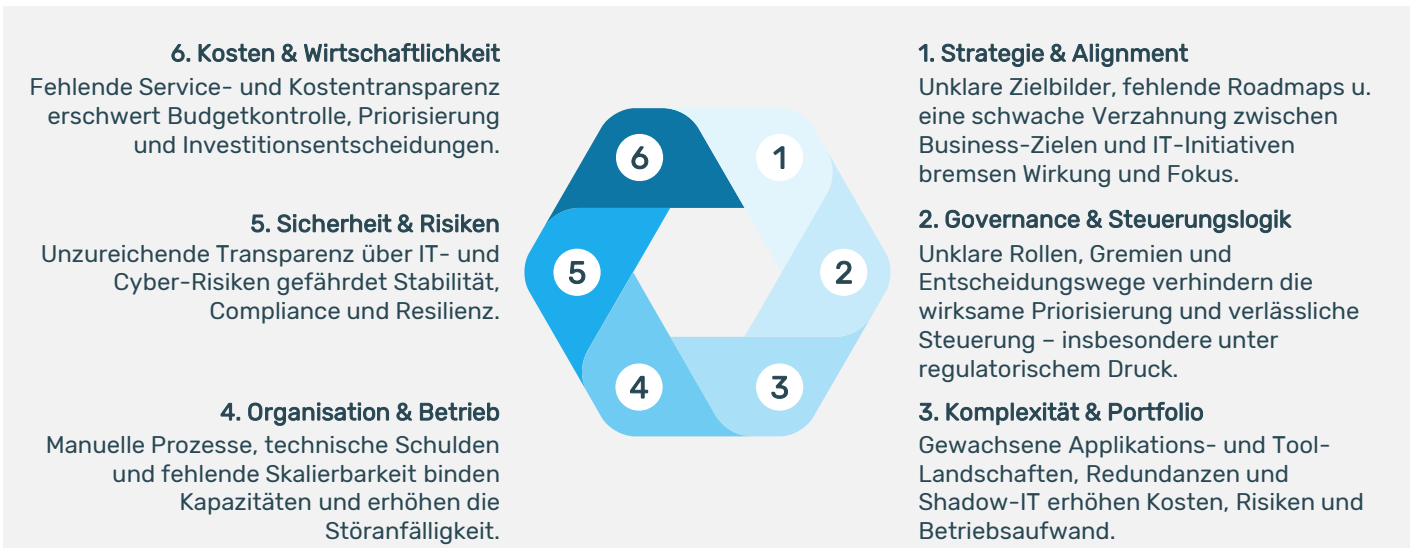 6. Kosten & Wirtschaftlichkeit
Fehlende Service- und Kostentransparenz
erschwert Budgetkontrolle, Priorisierung
und Investitionsentscheidungen.
5. Sicherheit & Risiken
Unzureichende Transparenz über IT- und
Cyber-Risiken gefährdet Stabilität,
Compliance und Resilienz.
4. Organisation & Betrieb
Manuelle Prozesse, technische Schulden
und fehlende Skalierbarkeit binden
Kapazitäten und erhöhen die
Störanfälligkeit.
6
1
5
2
4
3
1. Strategie & Alignment
Unklare Zielbilder, fehlende Roadmaps u.
eine schwache Verzahnung zwischen
Business-Zielen und IT-Initiativen
bremsen Wirkung und Fokus.
2. Governance & Steuerungslogik
Unklare Rollen, Gremien und
Entscheidungswege verhindern die
wirksame Priorisierung und verlässliche
Steuerung – insbesondere unter
regulatorischem Druck.
3. Komplexität & Portfolio
Gewachsene Applikations- und Tool-
Landschaften, Redundanzen und
Shadow-IT erhöhen Kosten, Risiken und
Betriebsaufwand.